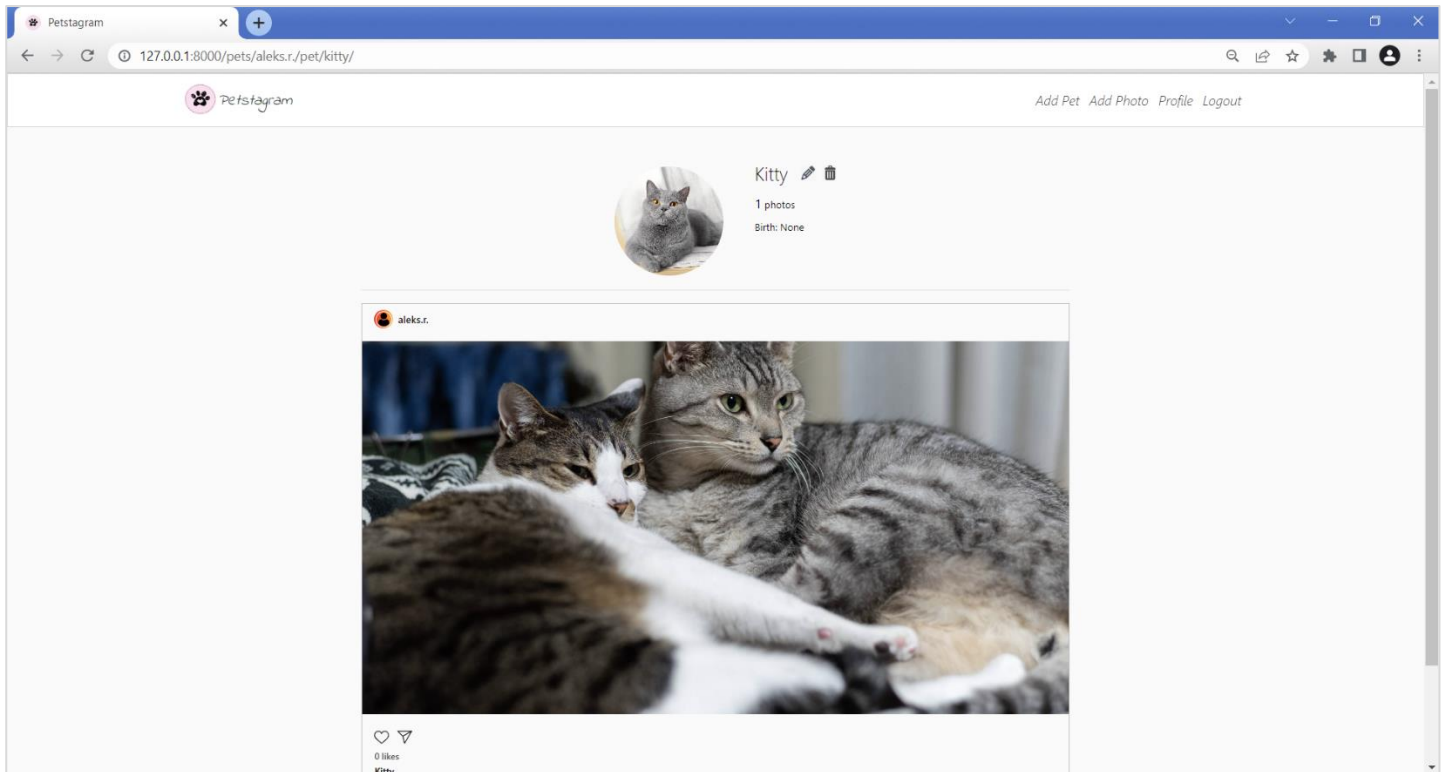 Petstagram
127.0.0.1:8000/pets/aleks.r./pet/kitty/
Petstagram
Add Pet Add Photo Profile Logout
Kitty
1 photos
Birth: None
aleks.r.
0 likes
Kitty